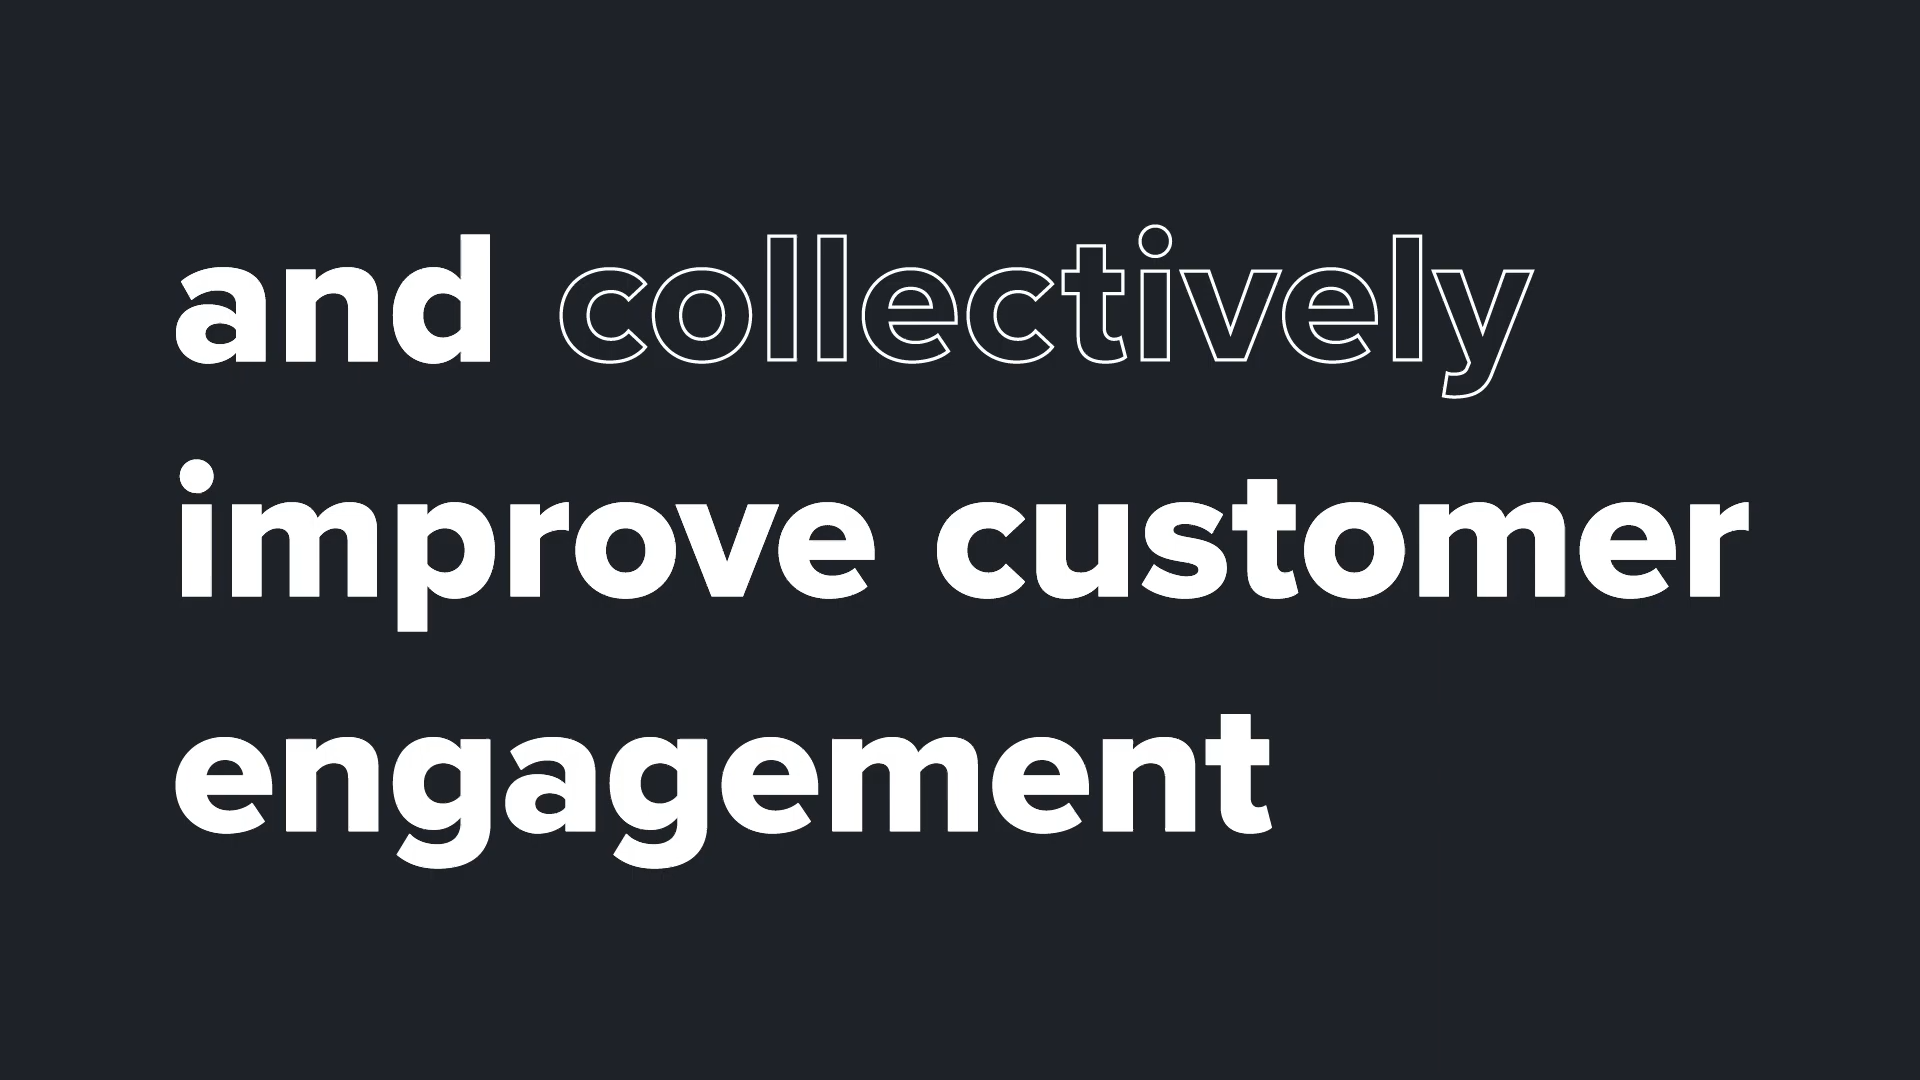 and collectively
improve customer
engagement